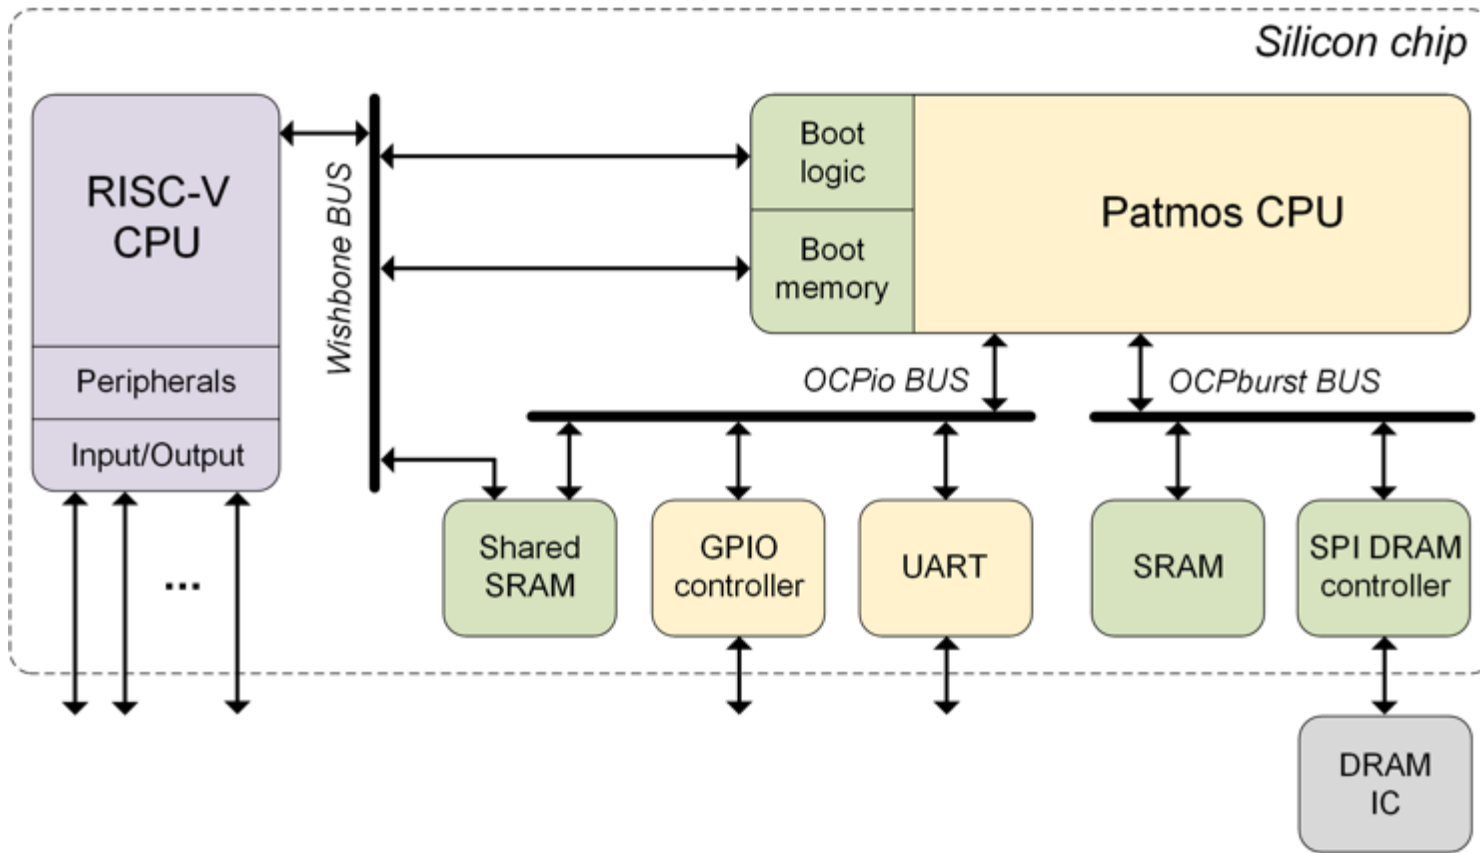 Silicon chip
RISC-V
CPU
Peripherals
Input/Output
...
Wishbone BUS
Boot
logic
Boot
memory
Patmos CPU
OCPio BUS
OCPburst BUS
Shared
SRAM
GPIO
controller
UART
SRAM
SPI DRAM
controller
DRAM
IC